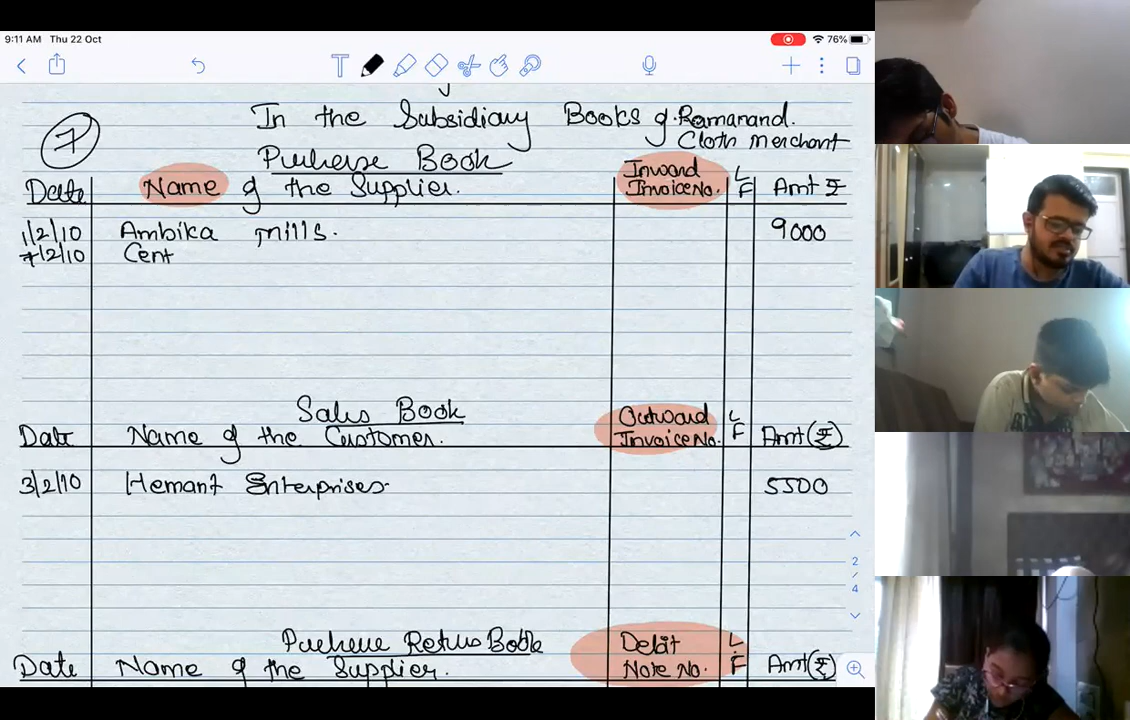 9:11 AM Thu 22 Oct
76%
T
In the Subsidiary Books of Ramanand
Cloth Merchant
7
Purchase Book
Date Name of the Supplier. Inward Invoice No. L F Amt ₹
1/2/10 Ambika Mills. 9000
7/2/10 Cent
Sales Book
Date Name of the Customer. Outward Invoice No. L F Amt (₹)
3/2/10 Hemant Enterprises 5500
2
/
4
Purchase Return Book
Date Name of the Supplier. Debit Note No. L.F Amt (₹)